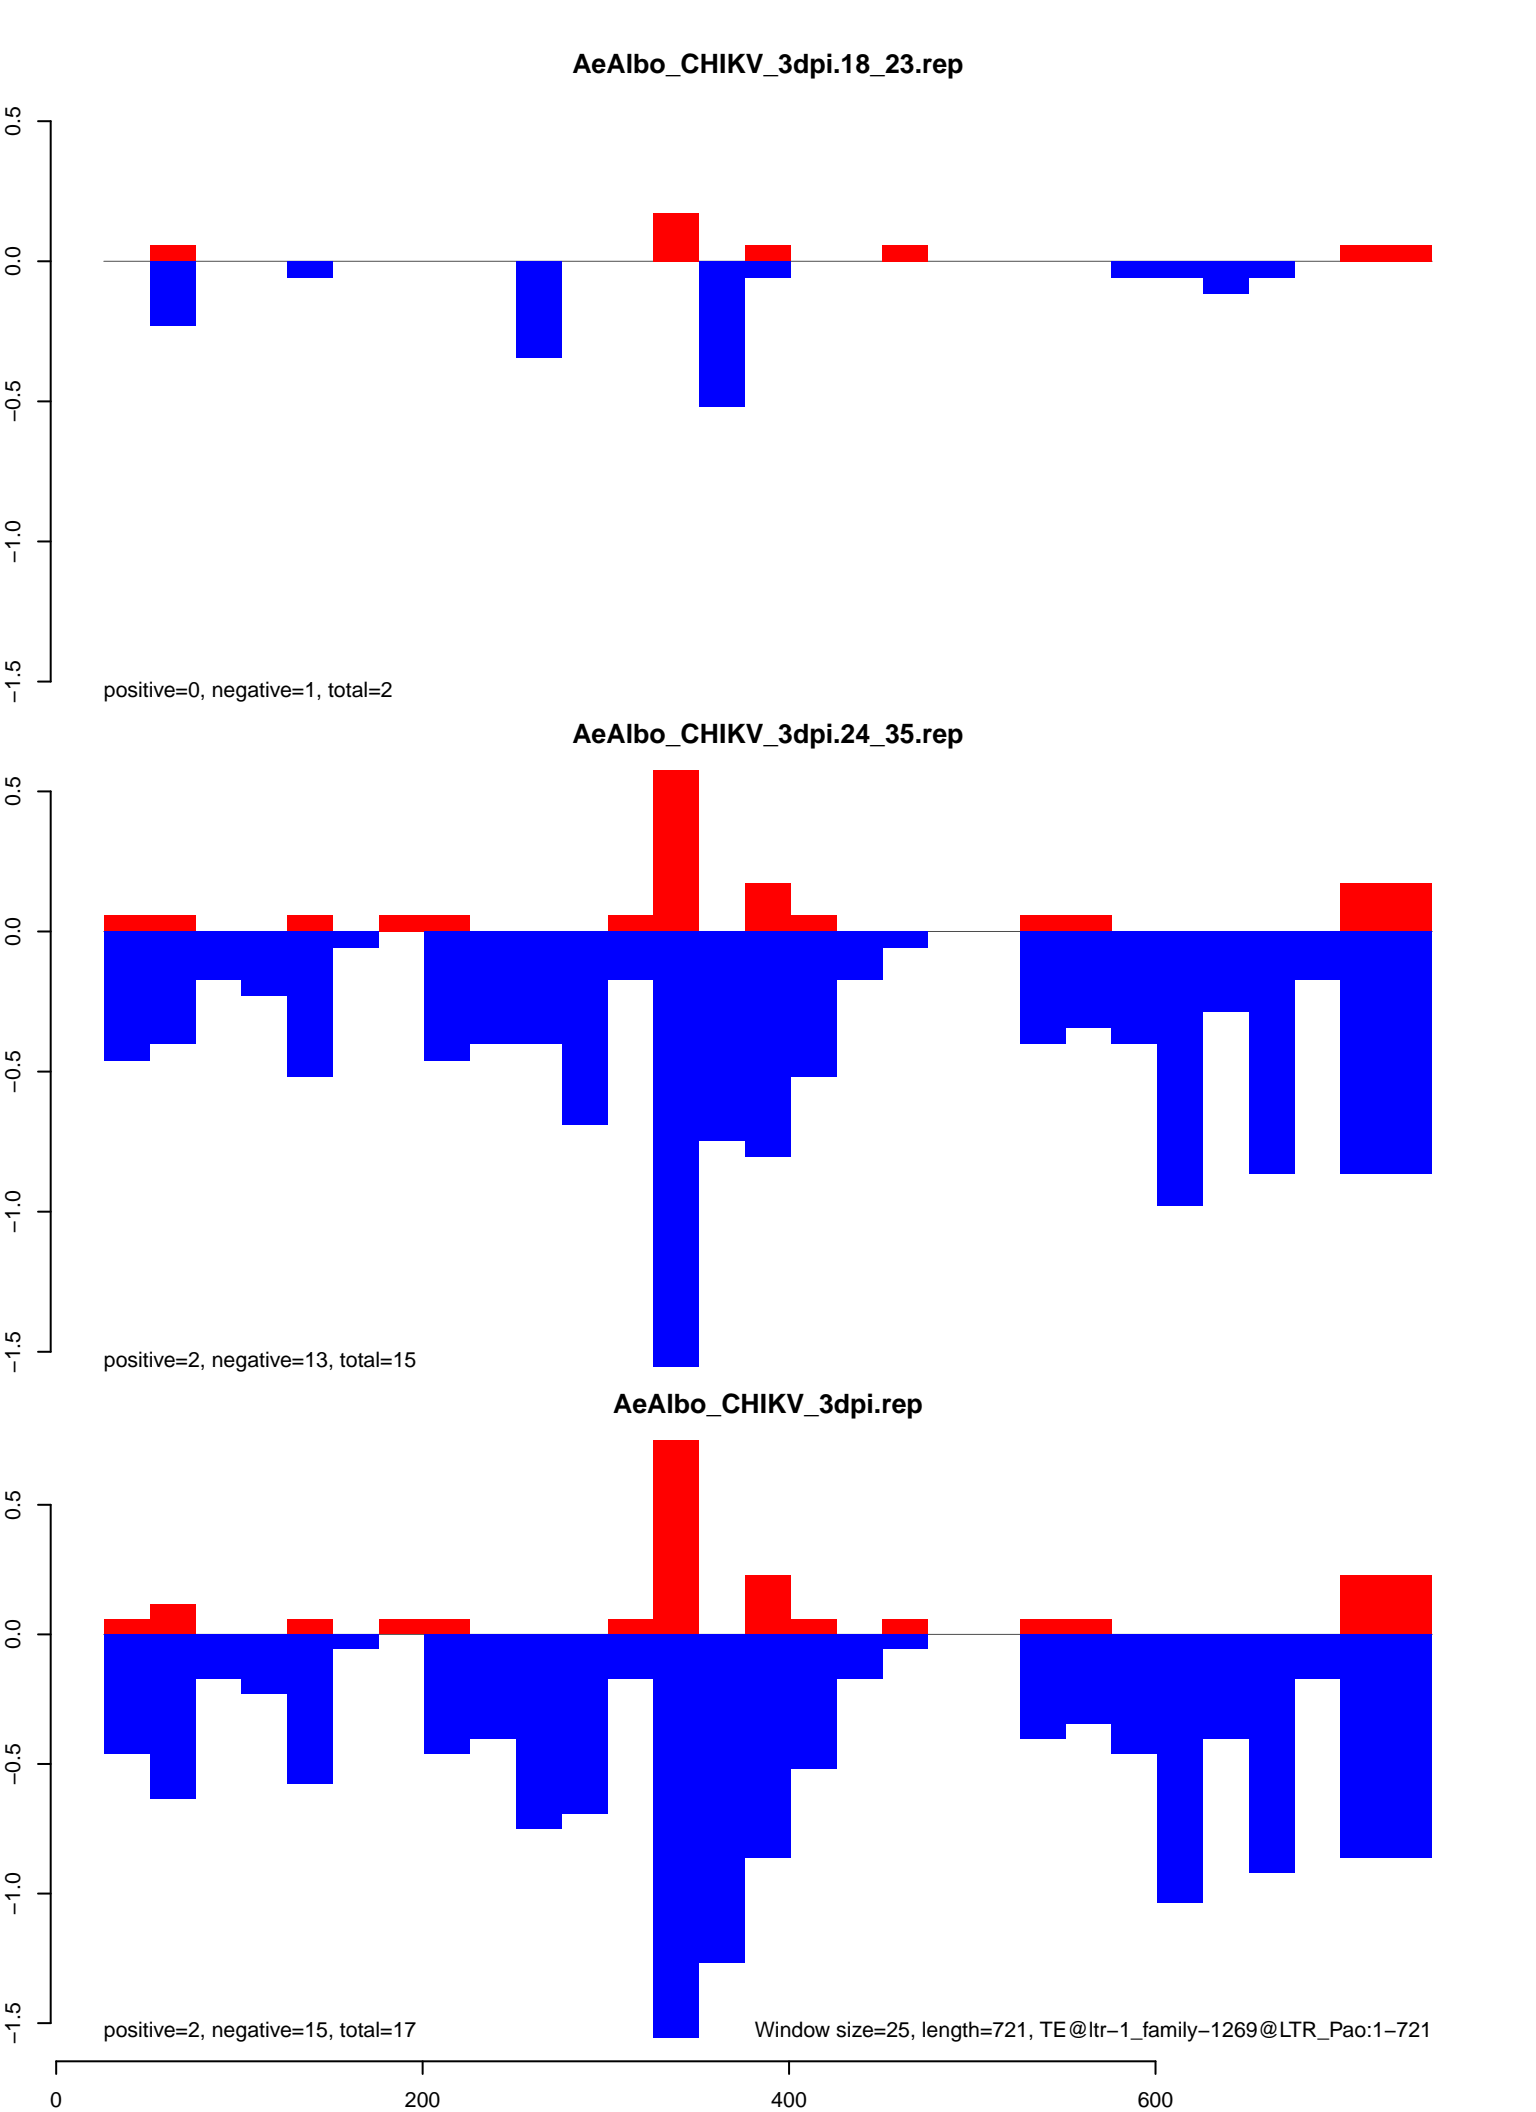 AeAlbo_CHIKV_3dpi.18_23.rep
0.5
0.0
−0.5
−1.0
−1.5
positive=0, negative=1, total=2
AeAlbo_CHIKV_3dpi.24_35.rep
0.5
0.0
−0.5
−1.0
−1.5
positive=2, negative=13, total=15
AeAlbo_CHIKV_3dpi.rep
0.5
0.0
−0.5
−1.0
−1.5
positive=2, negative=15, total=17
Window size=25, length=721, TE@ltr−1_family−1269@LTR_Pao:1−721
0 200 400 600